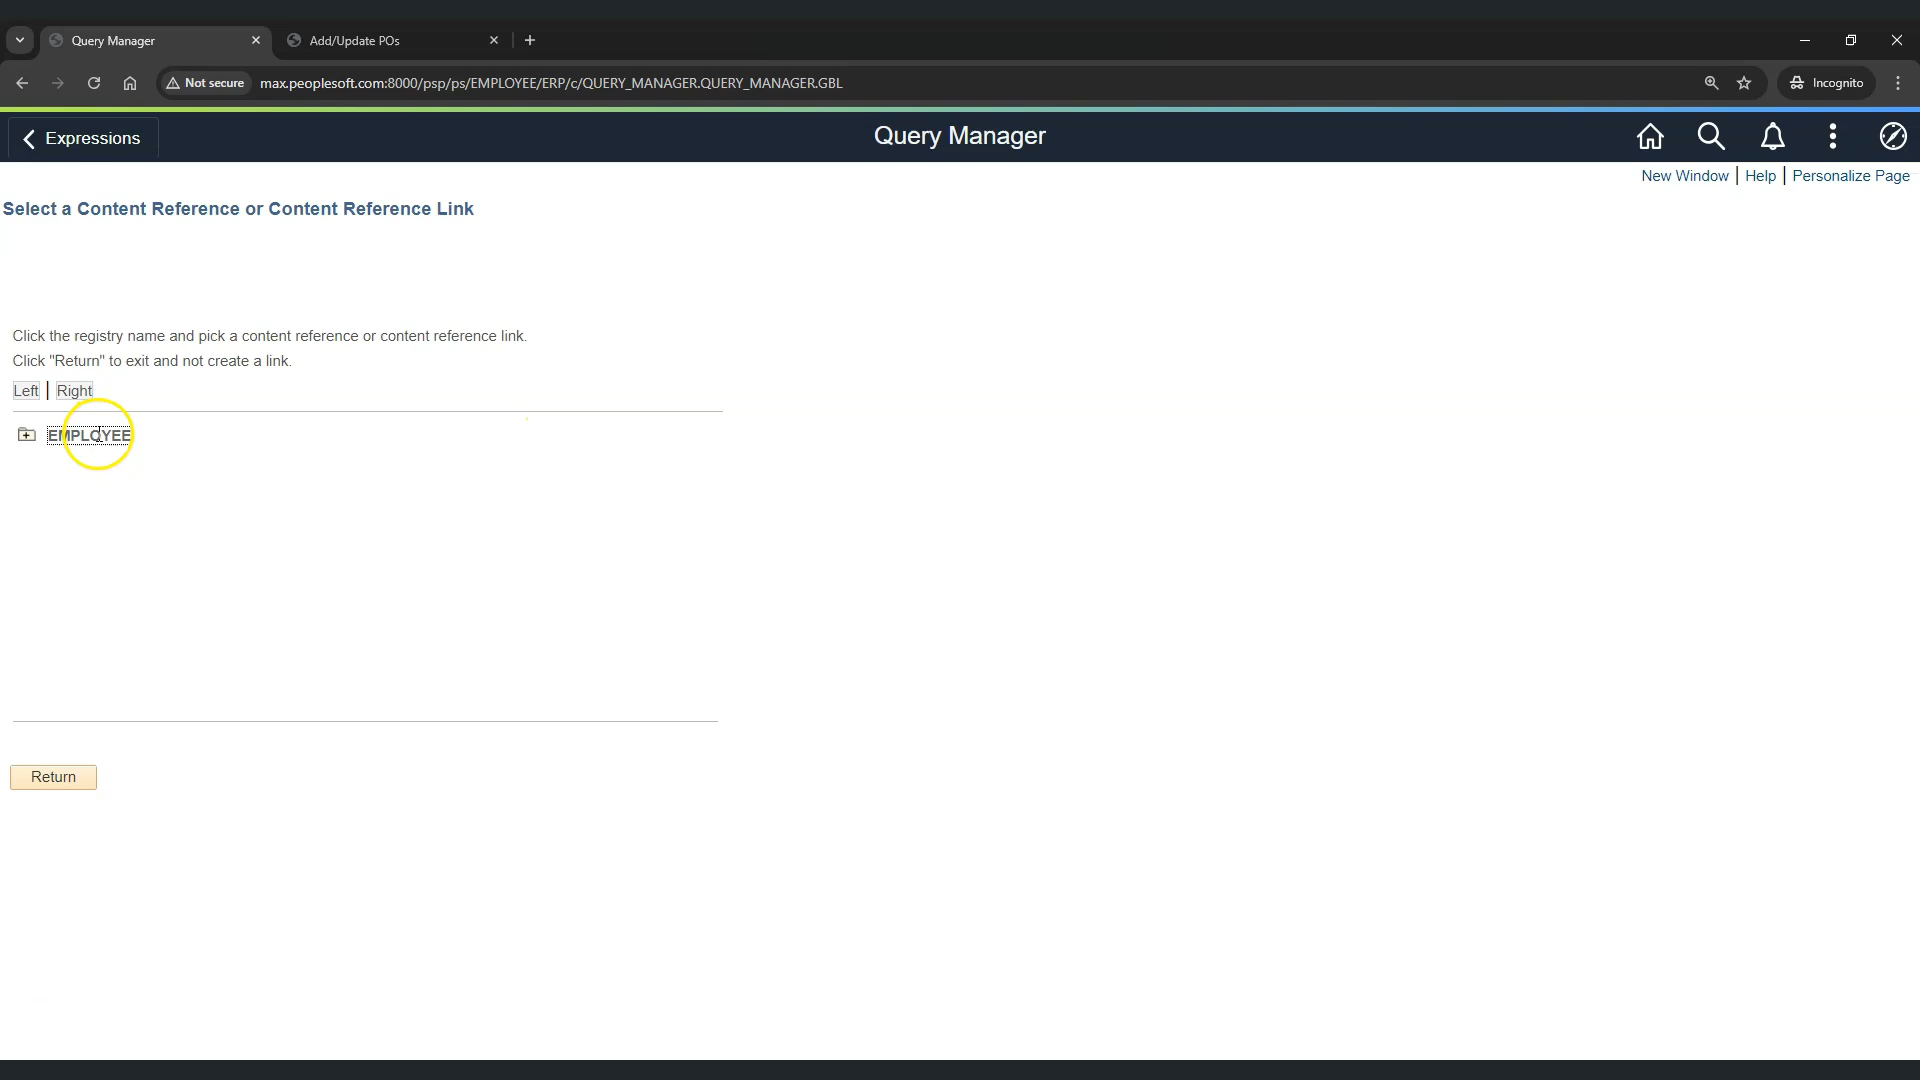 Query Manager
Add/Update POs
Not secure
max.peoplesoft.com:8000/psp/ps/EMPLOYEE/ERP/c/QUERY_MANAGER.QUERY_MANAGER.GBL
Incognito
Expressions
Query Manager
New Window | Help | Personalize Page
Select a Content Reference or Content Reference Link
Click the registry name and pick a content reference or content reference link.
Click "Return" to exit and not create a link.
Left | Right
EMPLOYEE
Return